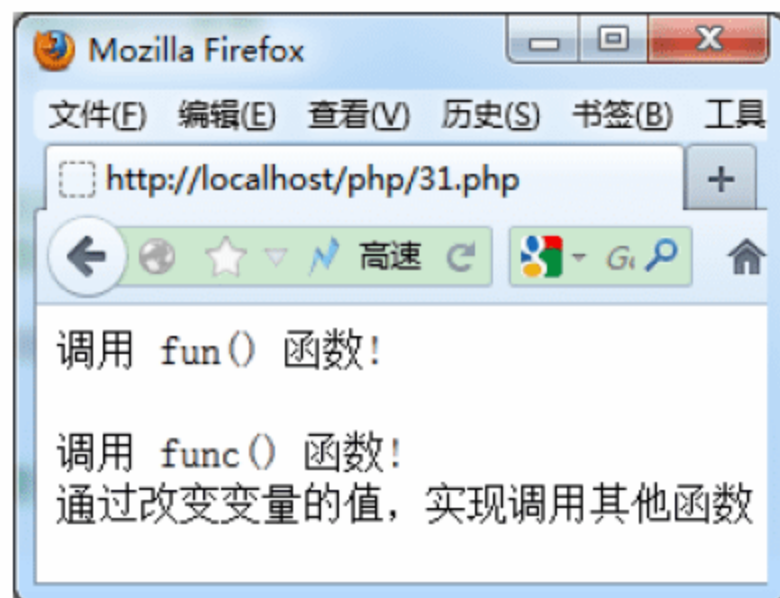 Mozilla Firefox
文件(F) 编辑(E) 查看(V) 历史(S) 书签(B) 工具
http://localhost/php/31.php
高速
调用 fun() 函数!
调用 func() 函数!
通过改变变量的值，实现调用其他函数